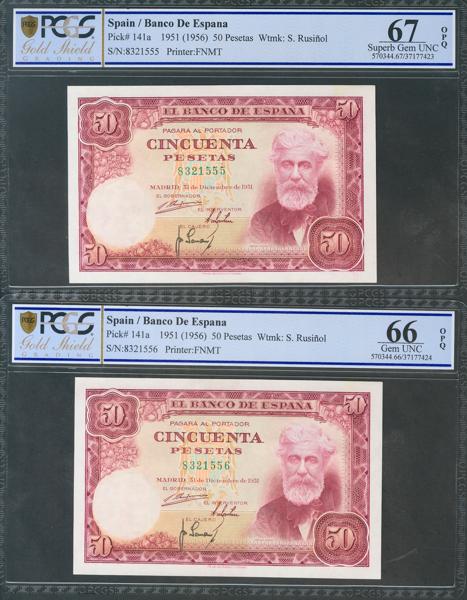 PCGS
Gold Shield
GRADING
Spain / Banco De Espana
Pick# 141a 1951 (1956) 50 Pesetas Wtmk: S. Rusiñol
S/N:8321555 Printer:FNMT
67
OPQ
Superb Gem UNC
570344.67/37177423
50
EL BANCO DE ESPAÑA
PAGARÁ AL PORTADOR
CINCUENTA
PESETAS
8321555
MADRID, 31 de Diciembre de 1951
EL GOBERNADOR
EL INTERVENTOR
EL CAJERO
50
50
PCGS
Gold Shield
GRADING
Spain / Banco De Espana
Pick# 141a 1951 (1956) 50 Pesetas Wtmk: S. Rusiñol
S/N:8321556 Printer:FNMT
66
OPQ
Gem UNC
570344.66/37177424
50
50
EL BANCO DE ESPAÑA
PAGARÁ AL PORTADOR
CINCUENTA
PESETAS
8321556
MADRID, 31 de Diciembre de 1951
EL GOBERNADOR
EL INTERVENTOR
EL CAJERO
50
50